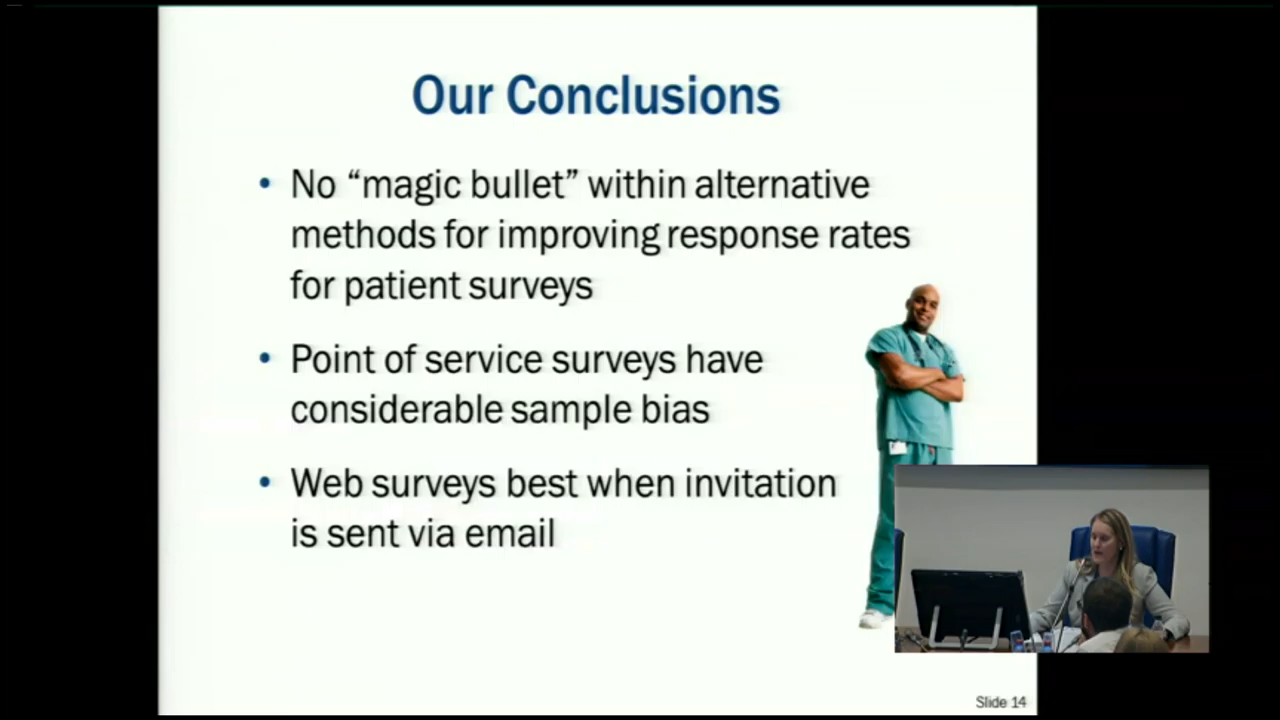 Our Conclusions
• No “magic bullet” within alternative
methods for improving response rates
for patient surveys
• Point of service surveys have
considerable sample bias
• Web surveys best when invitation
is sent via email
Slide 14